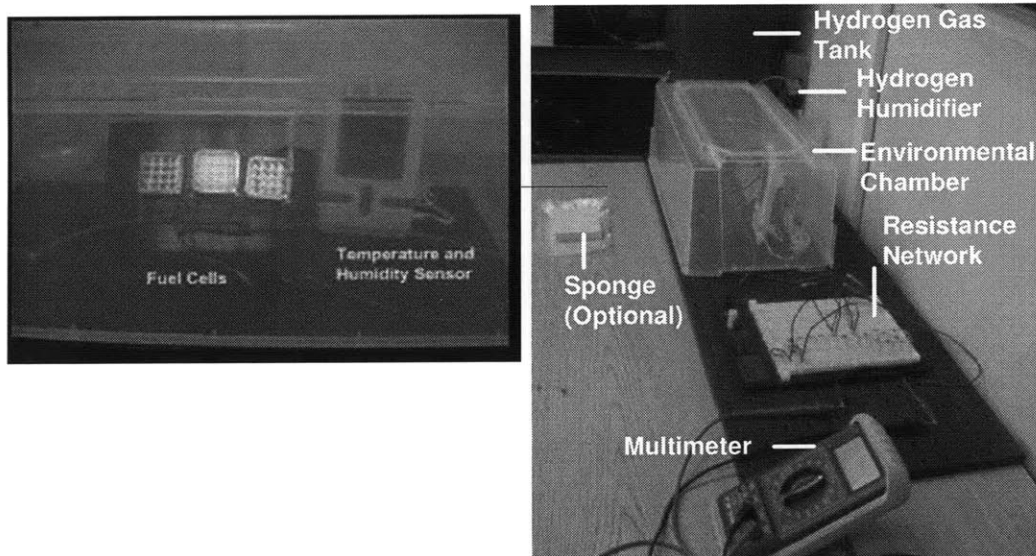 Fuel Cells
Temperature and
Humidity Sensor
Hydrogen Gas
Tank
Hydrogen
Humidifier
Environmental
Chamber
Resistance
Network
Sponge
(Optional)
Multimeter